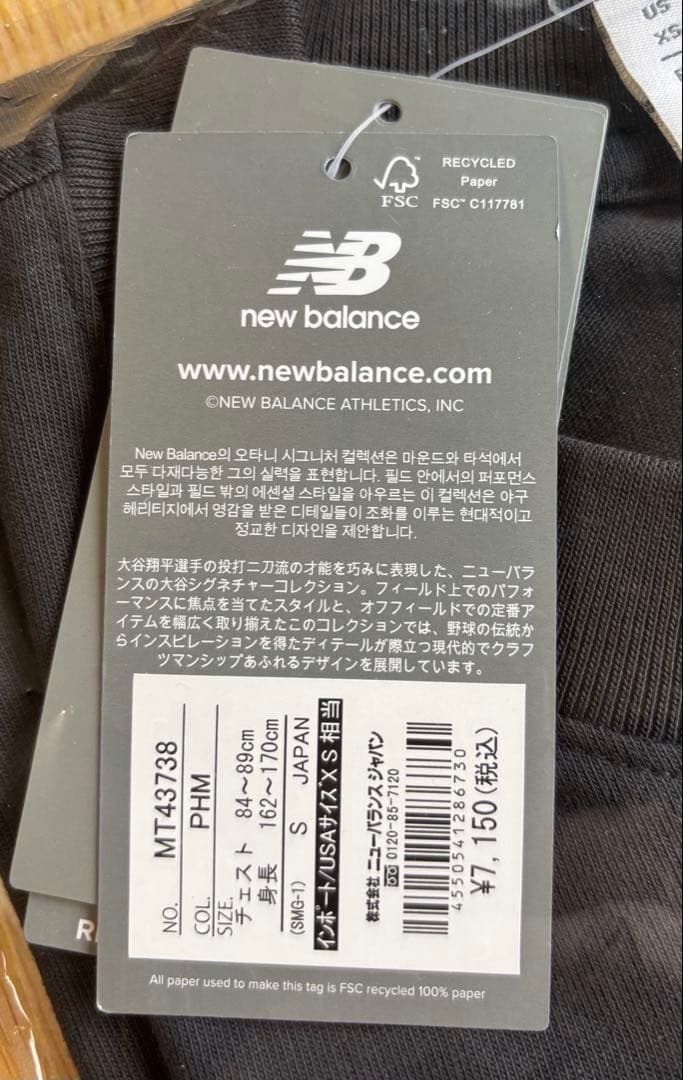 US
XS
RECYCLED
Paper
FSC™ C117781
FSC
NB
new balance
www.newbalance.com
©NEW BALANCE ATHLETICS, INC
New Balance의 오타니 시그니처 컬렉션은 마운드와 타석에서
모두 다재다능한 그의 실력을 표현합니다. 필드 안에서의 퍼포먼스
스타일과 필드 밖의 에센셜 스타일을 아우르는 이 컬렉션은 야구
헤리티지에서 영감을 받은 디테일들이 조화를 이루는 현대적이고
정교한 디자인을 제안합니다.
大谷翔平選手の投打二刀流の才能を巧みに表現した、ニューバラ
ンスの大谷シグネチャーコレクション。フィールド上でのパフォ
ーマンスに焦点を当てたスタイルと、オフフィールドでの定番ア
イテムを幅広く取り揃えたこのコレクションでは、野球の伝統か
らインスピレーションを得たディテールが際立つ現代的でクラフ
ツマンシップあふれるデザインを展開しています。
NO. MT43738
COL. PHM
SIZE.
チェスト 84～89cm
身長 162～170cm
(SMG-1) S JAPAN
インポート/USAサイズXS相当
株式会社 ニューバランス ジャパン
0120-85-7120
4550541286730
¥7,150(税込)
All paper used to make this tag is FSC recycled 100% paper